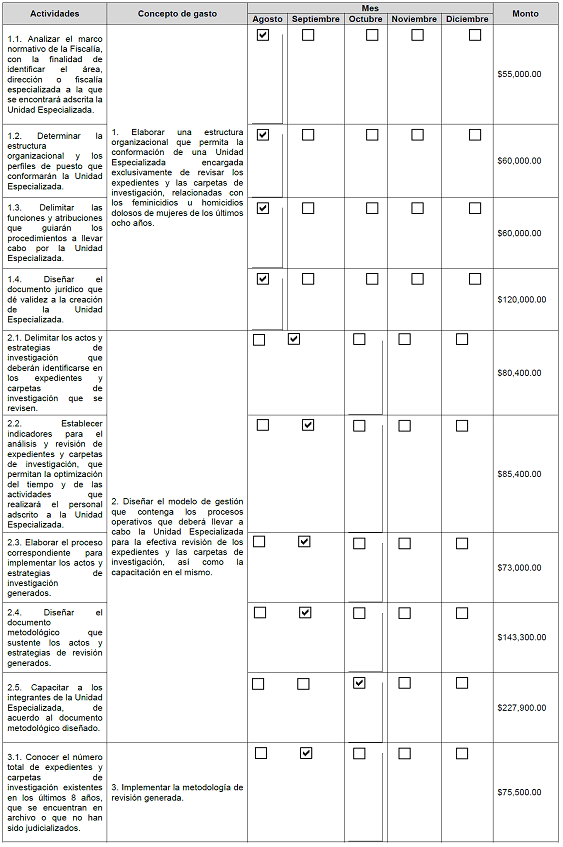 Actividades Concepto de gasto Mes Monto
Agosto Septiembre Octubre Noviembre Diciembre
1.1. Analizar el marco
normativo de la Fiscalía,
con la finalidad de
identificar el área,
dirección o fiscalía
especializada a la que
se encontrará adscrita la
Unidad Especializada.
$55,000.00
1.2. Determinar la
estructura
organizacional y los
perfiles de puesto que
conformarán la Unidad
Especializada.
$60,000.00
1. Elaborar una estructura
organizacional que permita la
conformación de una Unidad
Especializada encargada
exclusivamente de revisar los
expedientes y las carpetas de
investigación, relacionadas con
los feminicidios u homicidios
dolosos de mujeres de los últimos
ocho años.
1.3. Delimitar las
funciones y atribuciones
que guiarán los
procedimientos a llevar
cabo por la Unidad
Especializada.
$60,000.00
1.4. Diseñar el
documento jurídico que
dé validez a la creación
de la Unidad
Especializada.
$120,000.00
2.1. Delimitar los actos y
estrategias de
investigación que
deberán identificarse en
los expedientes y
carpetas de
investigación que se
revisen.
$80,400.00
2.2. Establecer
indicadores para el
análisis y revisión de
expedientes y carpetas
de investigación, que
permitan la optimización
del tiempo y de las
actividades que
realizará el personal
adscrito a la Unidad
Especializada.
$85,400.00
2. Diseñar el modelo de gestión
que contenga los procesos
operativos que deberá llevar a
cabo la Unidad Especializada
para la efectiva revisión de los
expedientes y las carpetas de
investigación, así como la
capacitación en el mismo.
2.3. Elaborar el proceso
correspondiente para
implementar los actos y
estrategias de
investigación
generados.
$73,000.00
2.4. Diseñar el
documento
metodológico que
sustente los actos y
estrategias de revisión
generados.
$143,300.00
2.5. Capacitar a los
integrantes de la Unidad
Especializada, de
acuerdo al documento
metodológico diseñado.
$227,900.00
3.1. Conocer el número
total de expedientes y
carpetas de
investigación existentes
en los últimos 8 años,
que se encuentran en
archivo o que no han
sido judicializados.
3. Implementar la metodología de
revisión generada.
$75,500.00